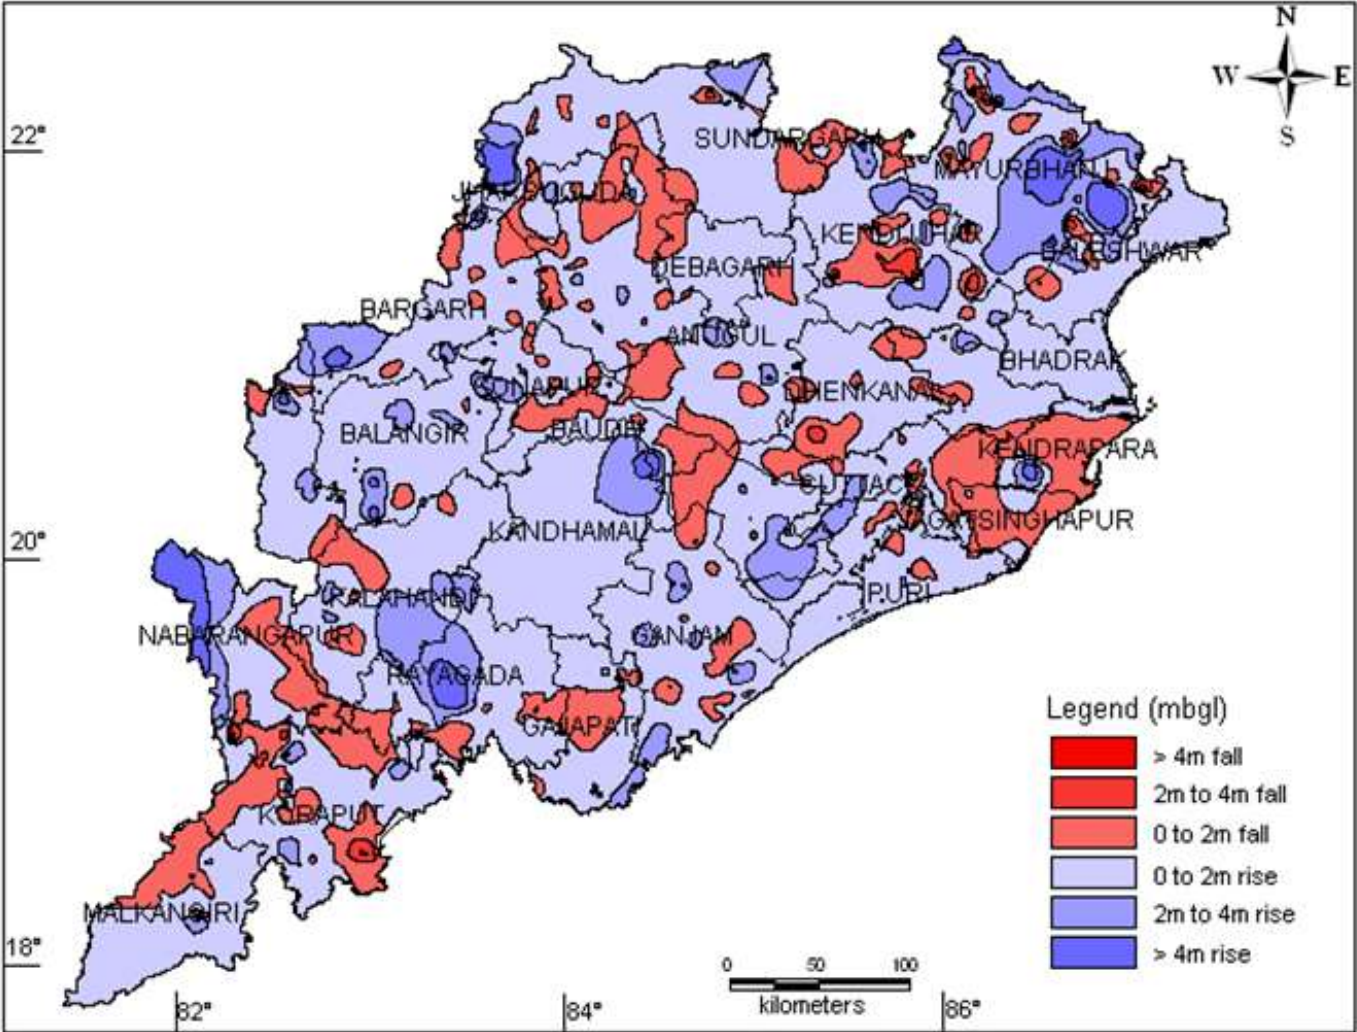 N
W E
S
22°
SUNDARGARH
MAYURBHANJ
JHARSUGUDA
KENDUJHAR
BALESHWAR
DEBAGARH
BARGARH
ANUGUL
BHADRAK
SONAPUR
DHENKANAL
BALANGIR
BAUDH
KENDRAPARA
CUTTACK
JAGATSINGHAPUR
KANDHAMAL
20°
KALAHANDI
PURI
NABARANGAPUR
GANJAM
RAYAGADA
GAJAPATI
KORAPUT
MALKANGIRI
18°
Legend (mbgl)
> 4m fall
2m to 4m fall
0 to 2m fall
0 to 2m rise
2m to 4m rise
> 4m rise
0 50 100
kilometers
82° 84° 86°